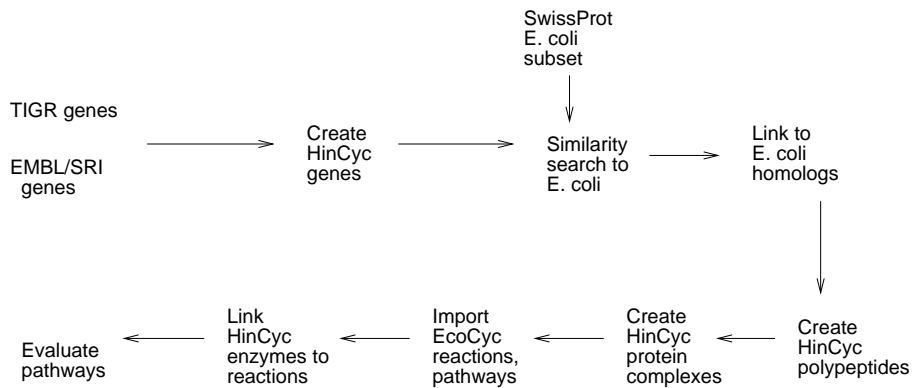 TIGR genes
EMBL/SRI
genes
Create
HinCyc
genes
SwissProt
E. coli
subset
Similarity
search to
E. coli
Link to
E. coli
homologs
Create
HinCyc
polypeptides
Create
HinCyc
protein
complexes
Import
EcoCyc
reactions,
pathways
Link
HinCyc
enzymes to
reactions
Evaluate
pathways